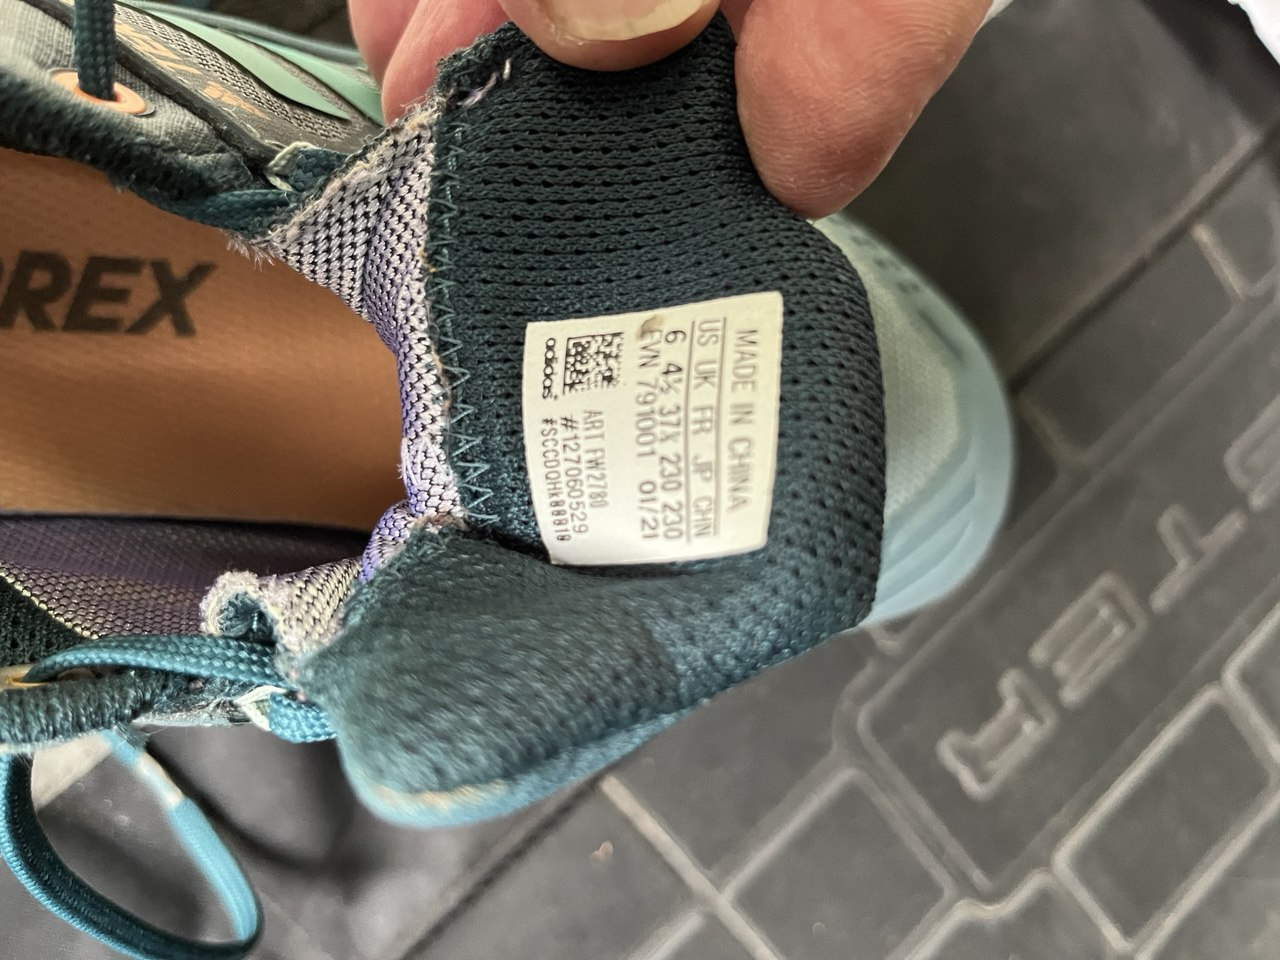 MADE IN CHINA
US UK FR JP CHN
6 4½ 37⅓ 230 230
EVN 791001 01/21
ART FW2780
#127060529
adidas
REX
TER